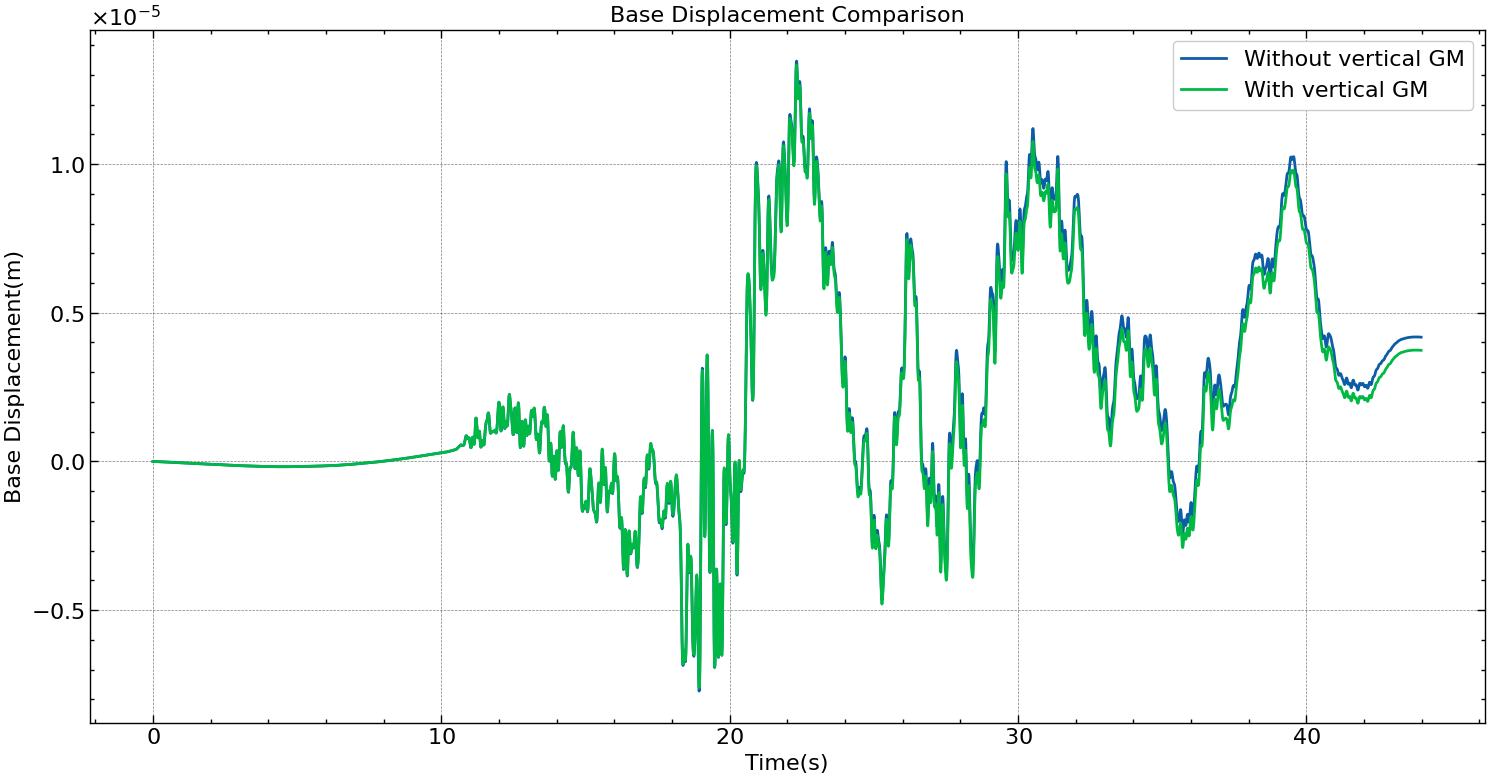 Base Displacement Comparison
×10⁻⁵
Without vertical GM
With vertical GM
1.0
0.5
0.0
−0.5
Base Displacement(m)
0 10 20 30 40
Time(s)